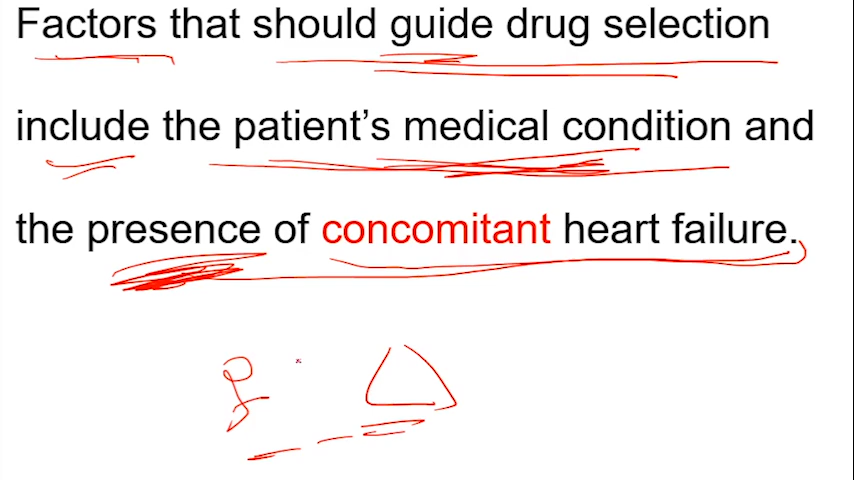 Factors that should guide drug selection
include the patient's medical condition and
the presence of concomitant heart failure.